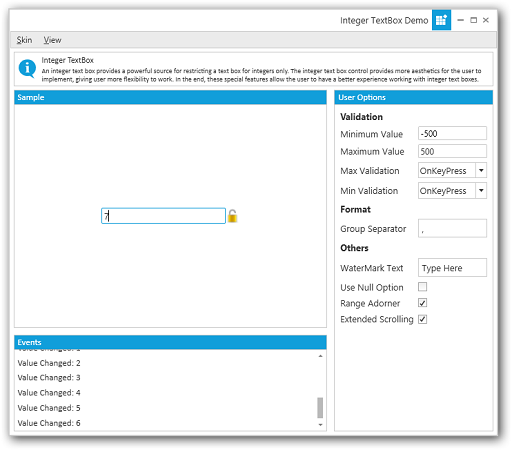 Integer TextBox Demo
Skin View
Integer TextBox
An integer text box provides a powerful source for restricting a text box for integers only. The integer text box control provides more aesthetics for the user to
implement, giving user more flexibility to work. In the end, these special features allow the user to have a better experience working with integer text boxes.
Sample
7
Events
Value Changed: 2
Value Changed: 3
Value Changed: 4
Value Changed: 5
Value Changed: 6
User Options
Validation
Minimum Value -500
Maximum Value 500
Max Validation OnKeyPress
Min Validation OnKeyPress
Format
Group Separator ,
Others
WaterMark Text Type Here
Use Null Option
Range Adorner
Extended Scrolling